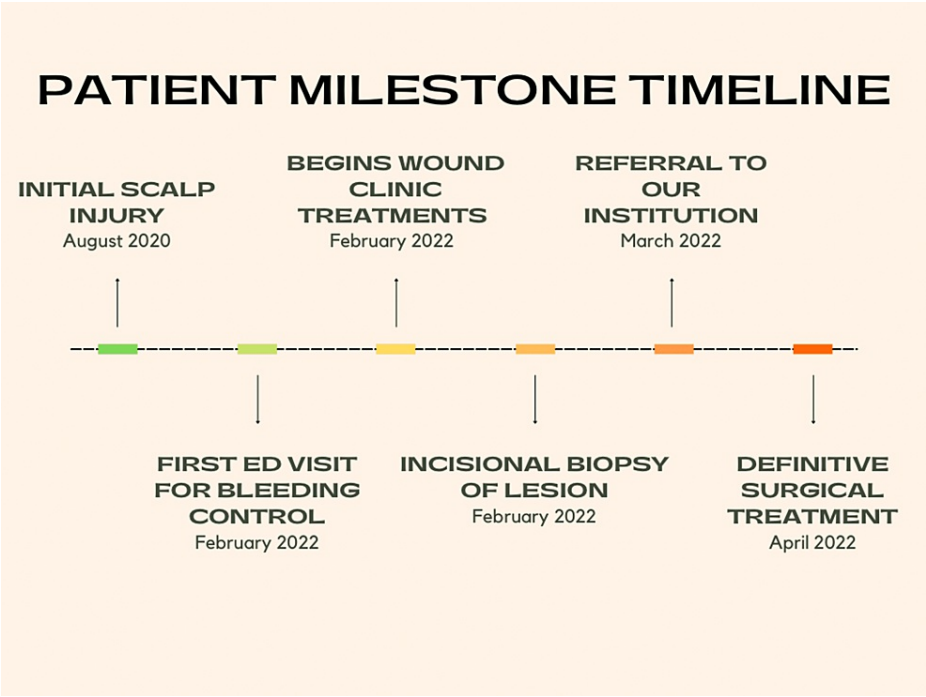 PATIENT MILESTONE TIMELINE
INITIAL SCALP
INJURY
August 2020
BEGINS WOUND
CLINIC
TREATMENTS
February 2022
REFERRAL TO
OUR
INSTITUTION
March 2022
FIRST ED VISIT
FOR BLEEDING
CONTROL
February 2022
INCISIONAL BIOPSY
OF LESION
February 2022
DEFINITIVE
SURGICAL
TREATMENT
April 2022